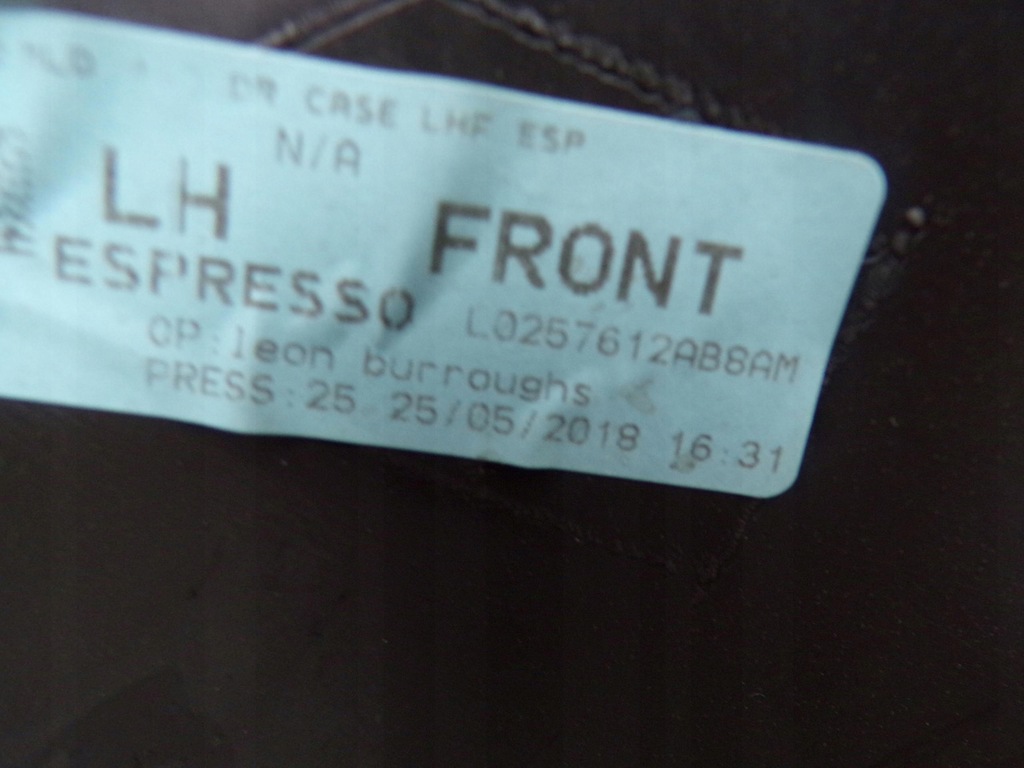 DR CASE LHF ESP
N/A
LH FRONT
ESPRESSO L0257612AB8AM
OP:leon burroughs
PRESS:25 25/05/2018 16:31